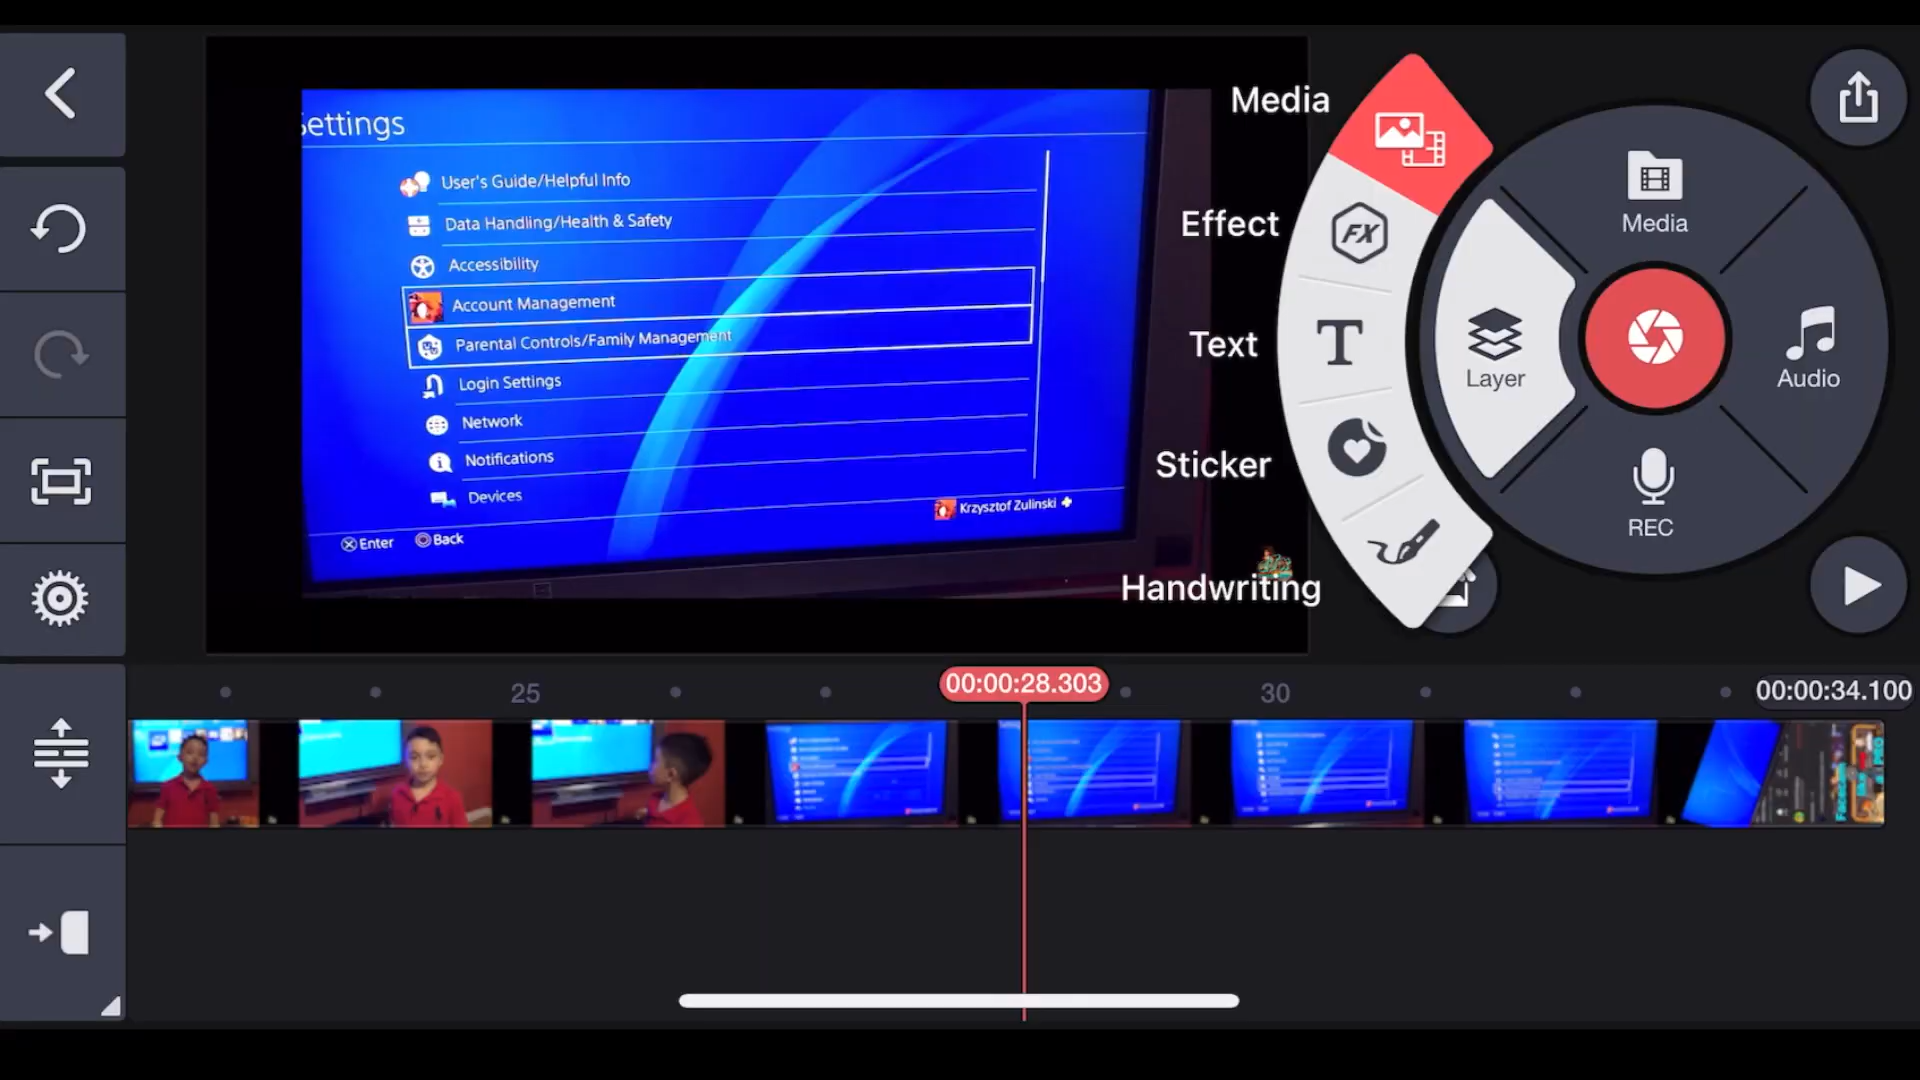 Settings
User's Guide/Helpful Info
Data Handling/Health & Safety
Accessibility
Account Management
Parental Controls/Family Management
Login Settings
Network
Notifications
Devices
Krzysztof Zulinski
Enter Back
Media
Effect
FX
Text
T
Sticker
Handwriting
Media
Layer
Audio
REC
25
00:00:28.303
30
00:00:34.100